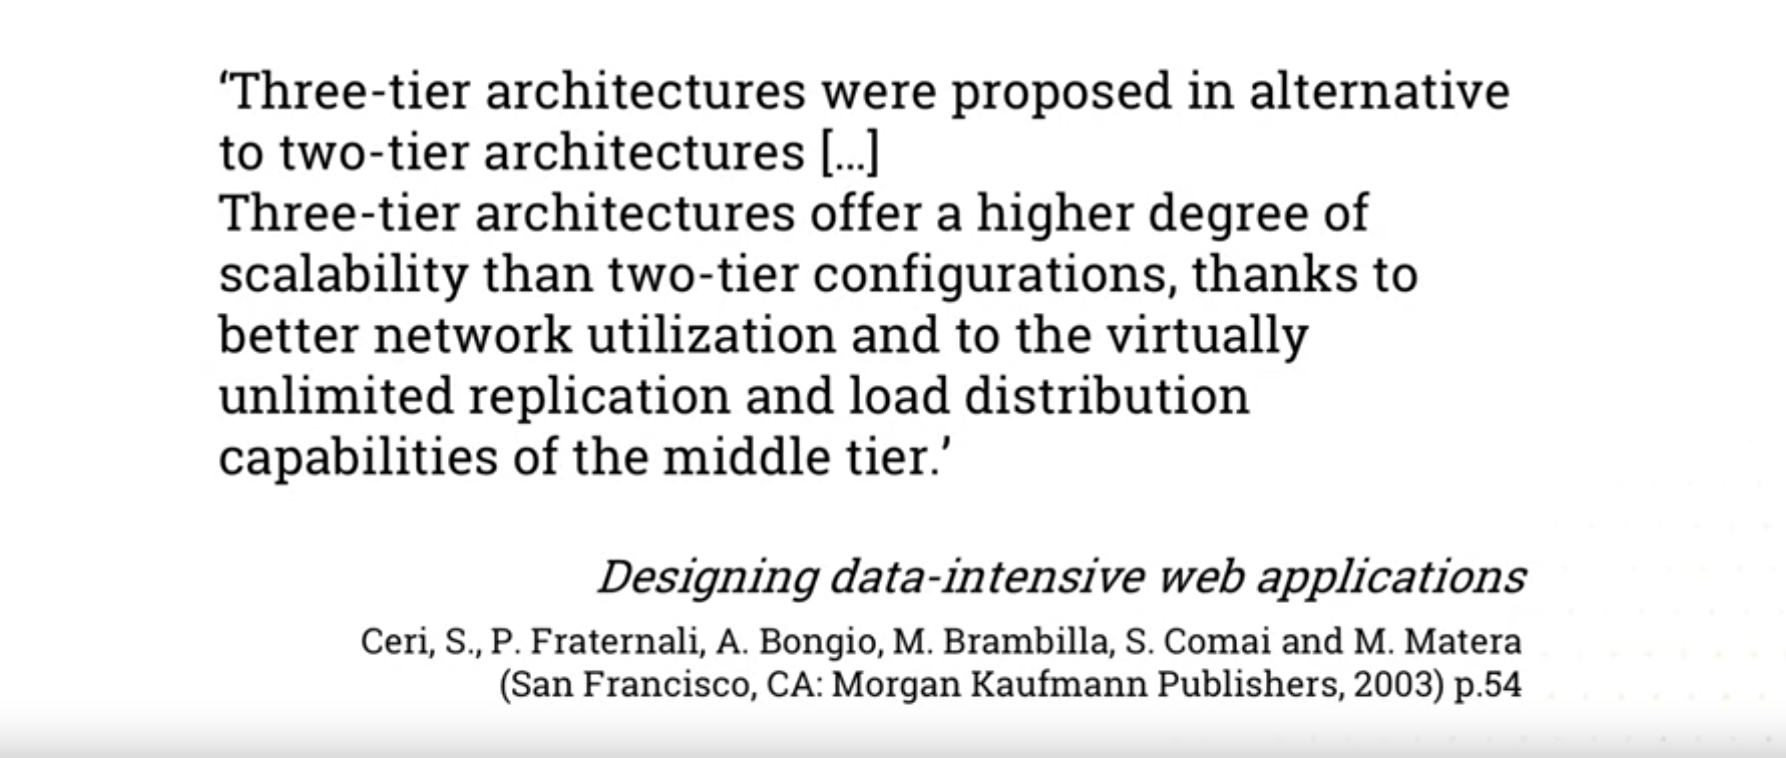 ‘Three-tier architectures were proposed in alternative
to two-tier architectures [...]
Three-tier architectures offer a higher degree of
scalability than two-tier configurations, thanks to
better network utilization and to the virtually
unlimited replication and load distribution
capabilities of the middle tier.’
Designing data-intensive web applications
Ceri, S., P. Fraternali, A. Bongio, M. Brambilla, S. Comai and M. Matera
(San Francisco, CA: Morgan Kaufmann Publishers, 2003) p.54